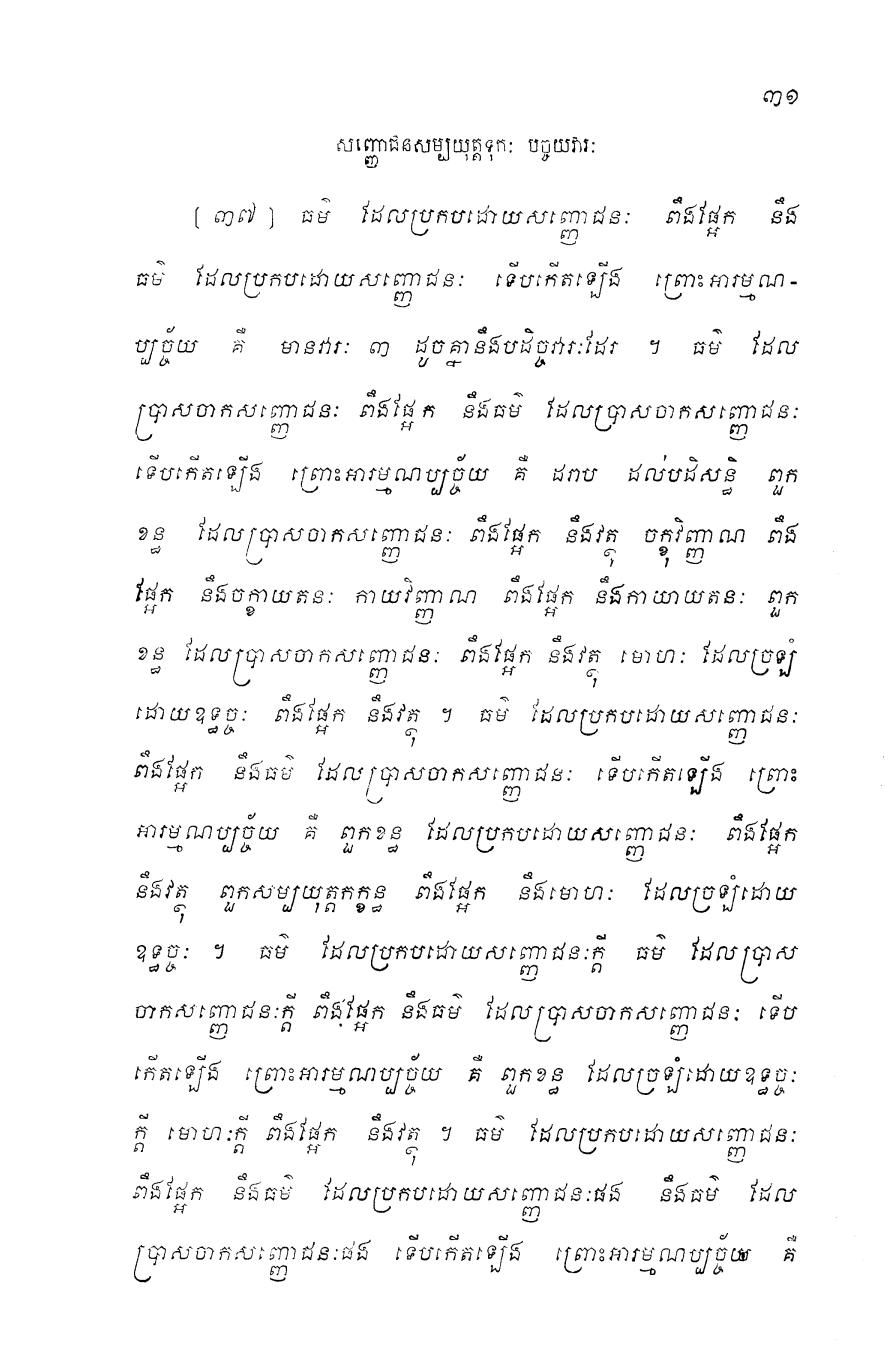 ៣១
សញ្ញោជនសម្បយុត្តទុកៈ បច្ចយវារៈ
[ ៣៧ ] ធម៌ ដែលប្រកបដោយសញ្ញោជនៈ ពឹងផ្អែក នឹង
ធម៌ ដែលប្រកបដោយសញ្ញោជនៈ ទើបកើតឡើង ព្រោះអារម្មណ-
ប្បច្ច័យ គឺ មានវារៈ ៣ ដូចគ្នានឹងបដិច្ចវារៈដែរ ។ ធម៌ ដែល
ប្រាសចាកសញ្ញោជនៈ ពឹងផ្អែក នឹងធម៌ ដែលប្រាសចាកសញ្ញោជនៈ
ទើបកើតឡើង ព្រោះអារម្មណប្បច្ច័យ គឺ ដរាប ដល់បដិសន្ធិ ពួក
ខន្ធ ដែលប្រាសចាកសញ្ញោជនៈ ពឹងផ្អែក នឹងវត្ថុ ចក្ខុវិញ្ញាណ ពឹង
ផ្អែក នឹងចក្ខាយតនៈ កាយវិញ្ញាណ ពឹងផ្អែក នឹងកាយាយតនៈ ពួក
ខន្ធ ដែលប្រាសចាកសញ្ញោជនៈ ពឹងផ្អែក នឹងវត្ថុ មោហៈ ដែលច្រឡំ
ដោយឧទ្ធច្ចៈ ពឹងផ្អែក នឹងវត្ថុ ។ ធម៌ ដែលប្រកបដោយសញ្ញោជនៈ
ពឹងផ្អែក នឹងធម៌ ដែលប្រាសចាកសញ្ញោជនៈ ទើបកើតឡើង ព្រោះ
អារម្មណប្បច្ច័យ គឺ ពួកខន្ធ ដែលប្រកបដោយសញ្ញោជនៈ ពឹងផ្អែក
នឹងវត្ថុ ពួកសម្បយុត្តកក្ខន្ធ ពឹងផ្អែក នឹងមោហៈ ដែលច្រឡំដោយ
ឧទ្ធច្ចៈ ។ ធម៌ ដែលប្រកបដោយសញ្ញោជនៈក្តី ធម៌ ដែលប្រាស
ចាកសញ្ញោជនៈក្តី ពឹងផ្អែក នឹងធម៌ ដែលប្រាសចាកសញ្ញោជនៈ ទើប
កើតឡើង ព្រោះអារម្មណប្បច្ច័យ គឺ ពួកខន្ធ ដែលច្រឡំដោយឧទ្ធច្ចៈ
ក្តី មោហៈក្តី ពឹងផ្អែក នឹងវត្ថុ ។ ធម៌ ដែលប្រកបដោយសញ្ញោជនៈ
ពឹងផ្អែក នឹងធម៌ ដែលប្រកបដោយសញ្ញោជនៈផង នឹងធម៌ ដែល
ប្រាសចាកសញ្ញោជនៈផង ទើបកើតឡើង ព្រោះអារម្មណប្បច្ច័យ គឺ